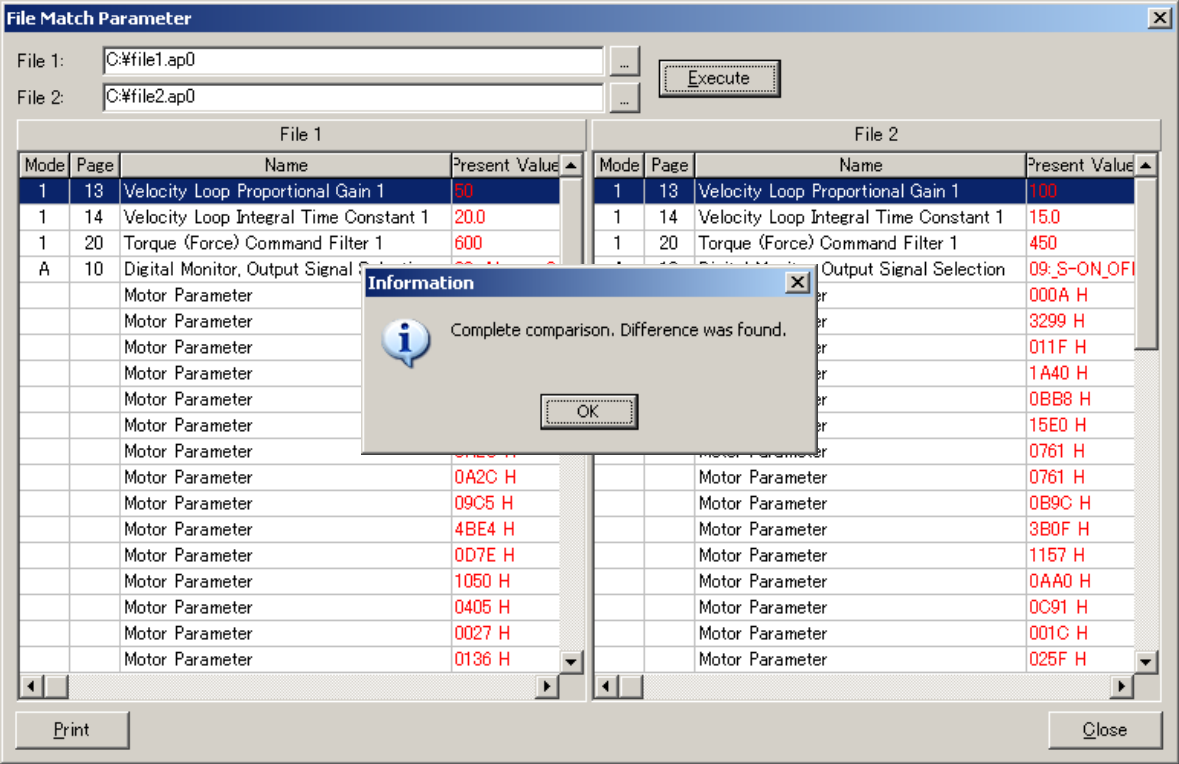 File Match Parameter
File 1: C:¥file1.ap0 ...
Execute
File 2: C:¥file2.ap0 ...
File 1
Mode Page Name Present Value
1 13 Velocity Loop Proportional Gain 1 50
1 14 Velocity Loop Integral Time Constant 1 20.0
1 20 Torque (Force) Command Filter 1 600
A 10 Digital Monitor, Output Signal
Motor Parameter
Motor Parameter
Motor Parameter
Motor Parameter
Motor Parameter
Motor Parameter
Motor Parameter
Motor Parameter 0A2C H
Motor Parameter 09C5 H
Motor Parameter 4BE4 H
Motor Parameter 0D7E H
Motor Parameter 1050 H
Motor Parameter 0405 H
Motor Parameter 0027 H
Motor Parameter 0136 H
File 2
Mode Page Name Present Value
1 13 Velocity Loop Proportional Gain 1 100
1 14 Velocity Loop Integral Time Constant 1 15.0
1 20 Torque (Force) Command Filter 1 450
Output Signal Selection 09:_S-ON_OFF
000A H
3299 H
011F H
1A40 H
0BB8 H
15E0 H
0761 H
Motor Parameter 0761 H
Motor Parameter 0B9C H
Motor Parameter 3B0F H
Motor Parameter 1157 H
Motor Parameter 0AA0 H
Motor Parameter 0C91 H
Motor Parameter 001C H
Motor Parameter 025F H
Information
Complete comparison. Difference was found.
OK
Print
Close